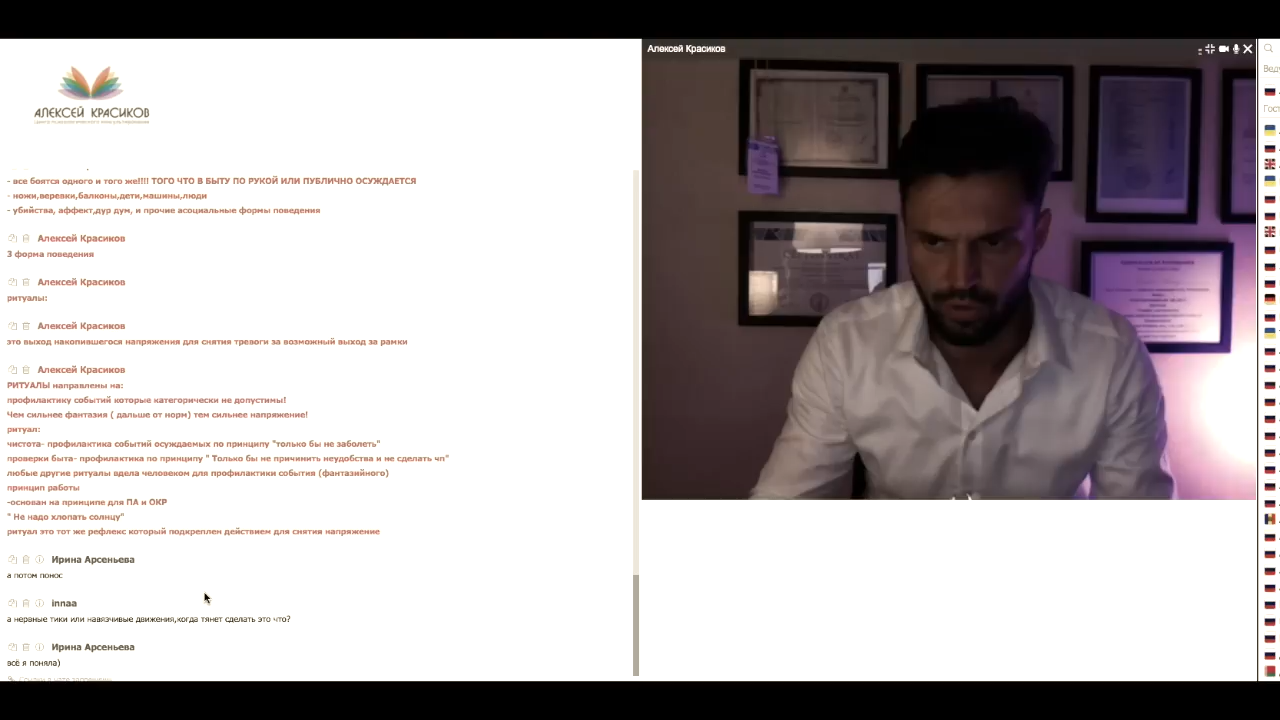 Алексей Красиков
АЛЕКСЕЙ КРАСИКОВ
- все боятся одного и того же!!!! ТОГО ЧТО В БЫТУ ПО РУКОЙ ИЛИ ПУБЛИЧНО ОСУЖДАЕТСЯ
- ножи,веревки,балконы,дети,машины,люди
- убийства, аффект,дур дум, и прочие асоциальные формы поведения
Алексей Красиков
3 форма поведения
Алексей Красиков
ритуалы:
Алексей Красиков
это выход накопившегося напряжения для снятия тревоги за возможный выход за рамки
Алексей Красиков
РИТУАЛЫ направлены на:
профилактику событий которые категорически не допустимы!
Чем сильнее фантазия ( дальше от норм) тем сильнее напряжение!
ритуал:
чистота- профилактика событий осуждаемых по принципу "только бы не заболеть"
проверки быта- профилактика по принципу " Только бы не причинить неудобства и не сделать чп"
любые другие ритуалы вдела человеком для профилактики события (фантазийного)
принцип работы
-основан на принципе для ПА и ОКР
" Не надо хлопать солнцу"
ритуал это тот же рефлекс который подкреплен действием для снятия напряжение
Ирина Арсеньева
а потом понос
innaa
а нервные тики или навязчивые движения,когда тянет сделать это что?
Ирина Арсеньева
всё я поняла)
Вед
Гост